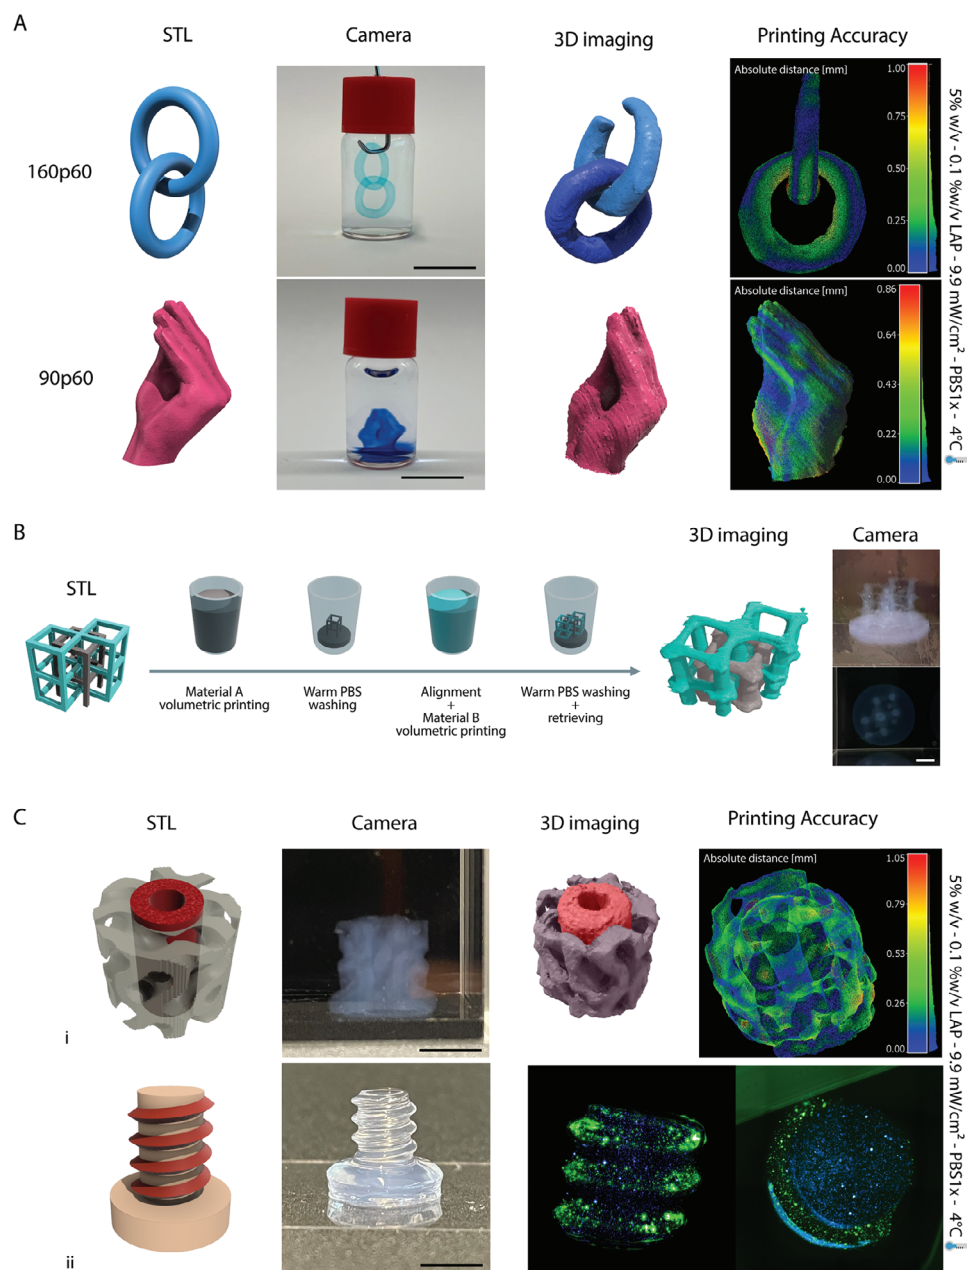 A
STL
Camera
3D imaging
Printing Accuracy
160p60
Absolute distance [mm]
1.00
0.75
0.50
0.25
0.00
90p60
Absolute distance [mm]
0.86
0.64
0.43
0.22
0.00
5% w/v - 0.1 %w/v LAP - 9.9 mW/cm² - PBS1x - 4°C
B
STL
3D imaging
Camera
Material A
volumetric printing
Warm PBS
washing
Alignment
+
Material B
volumetric printing
Warm PBS washing
+
retrieving
C
STL
Camera
3D imaging
Printing Accuracy
Absolute distance [mm]
1.05
0.79
0.53
0.26
0.00
i
ii
5% w/v - 0.1 %w/v LAP - 9.9 mW/cm² - PBS1x - 4°C